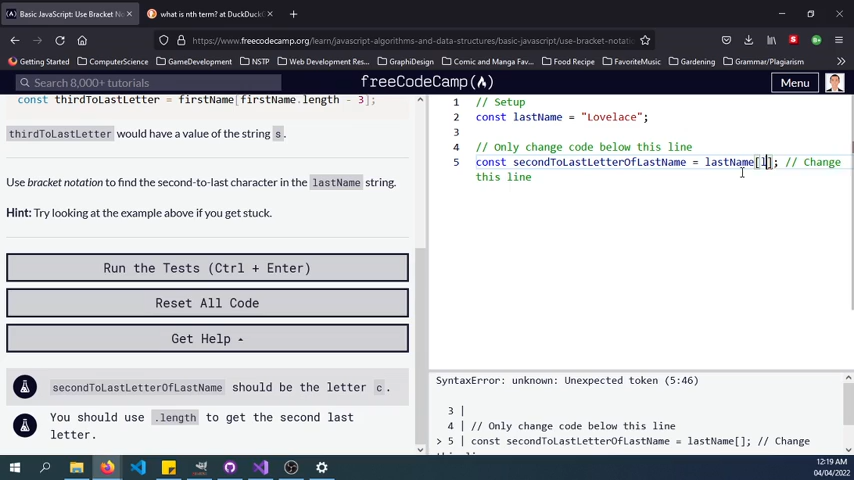 Basic JavaScript: Use Bracket Not
what is nth term? at DuckDuckG
https://www.freecodecamp.org/learn/javascript-algorithms-and-data-structures/basic-javascript/use-bracket-notatio
Getting Started
ComputerScience
GameDevelopment
NSTP
Web Development Res...
GraphiDesign
Comic and Manga Fav...
Food Recipe
FavoriteMusic
Gardening
Grammar/Plagiarism
Search 8,000+ tutorials
freeCodeCamp
Menu
const thirdToLastLetter = firstName[firstName.length - 3];
thirdToLastLetter would have a value of the string s.
Use bracket notation to find the second-to-last character in the lastName string.
Hint: Try looking at the example above if you get stuck.
Run the Tests (Ctrl + Enter)
Reset All Code
Get Help
secondToLastLetterOfLastName should be the letter c.
You should use .length to get the second last
letter.
1 // Setup
2 const lastName = "Lovelace";
3
4 // Only change code below this line
5 const secondToLastLetterOfLastName = lastName[l]; // Change
this line
SyntaxError: unknown: Unexpected token (5:46)
3 |
4 | // Only change code below this line
> 5 | const secondToLastLetterOfLastName = lastName[]; // Change
this line
12:19 AM
04/04/2022